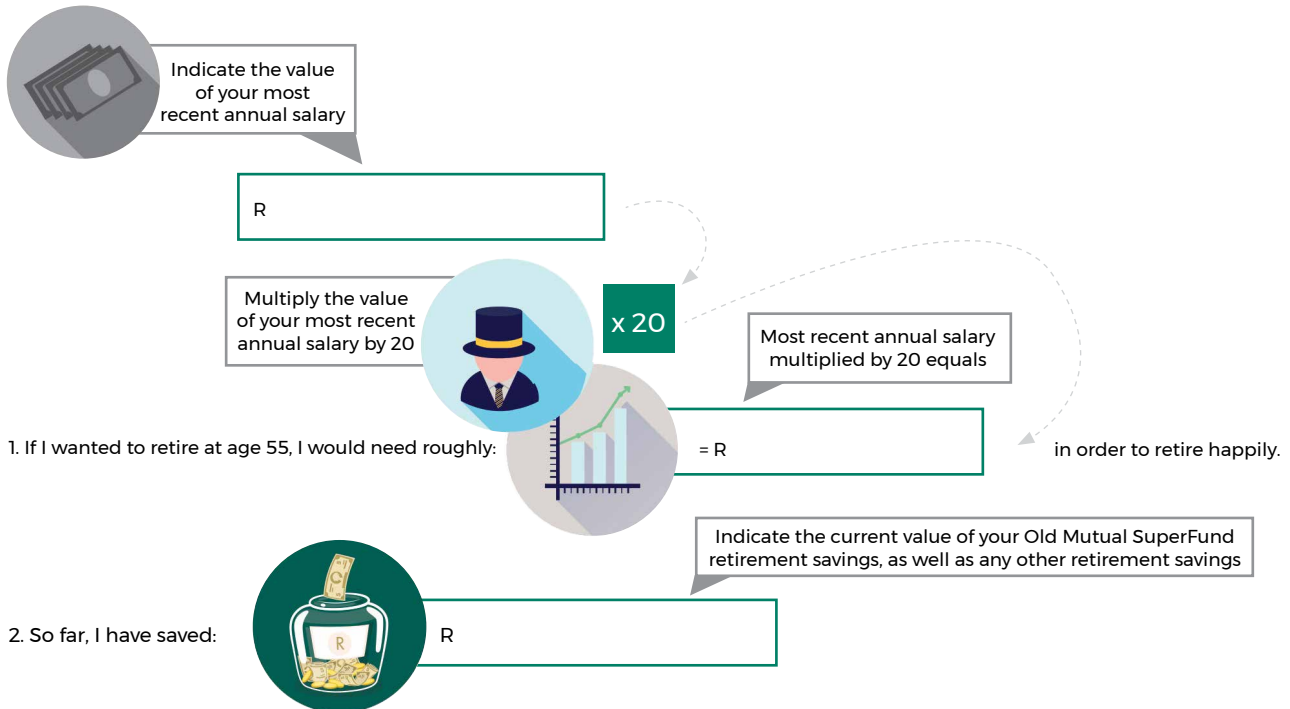 Indicate the value
of your most
recent annual salary
R
Multiply the value
of your most recent
annual salary by 20
x 20
Most recent annual salary
multiplied by 20 equals
1. If I wanted to retire at age 55, I would need roughly:
= R
in order to retire happily.
Indicate the current value of your Old Mutual SuperFund
retirement savings, as well as any other retirement savings
2. So far, I have saved:
R
R